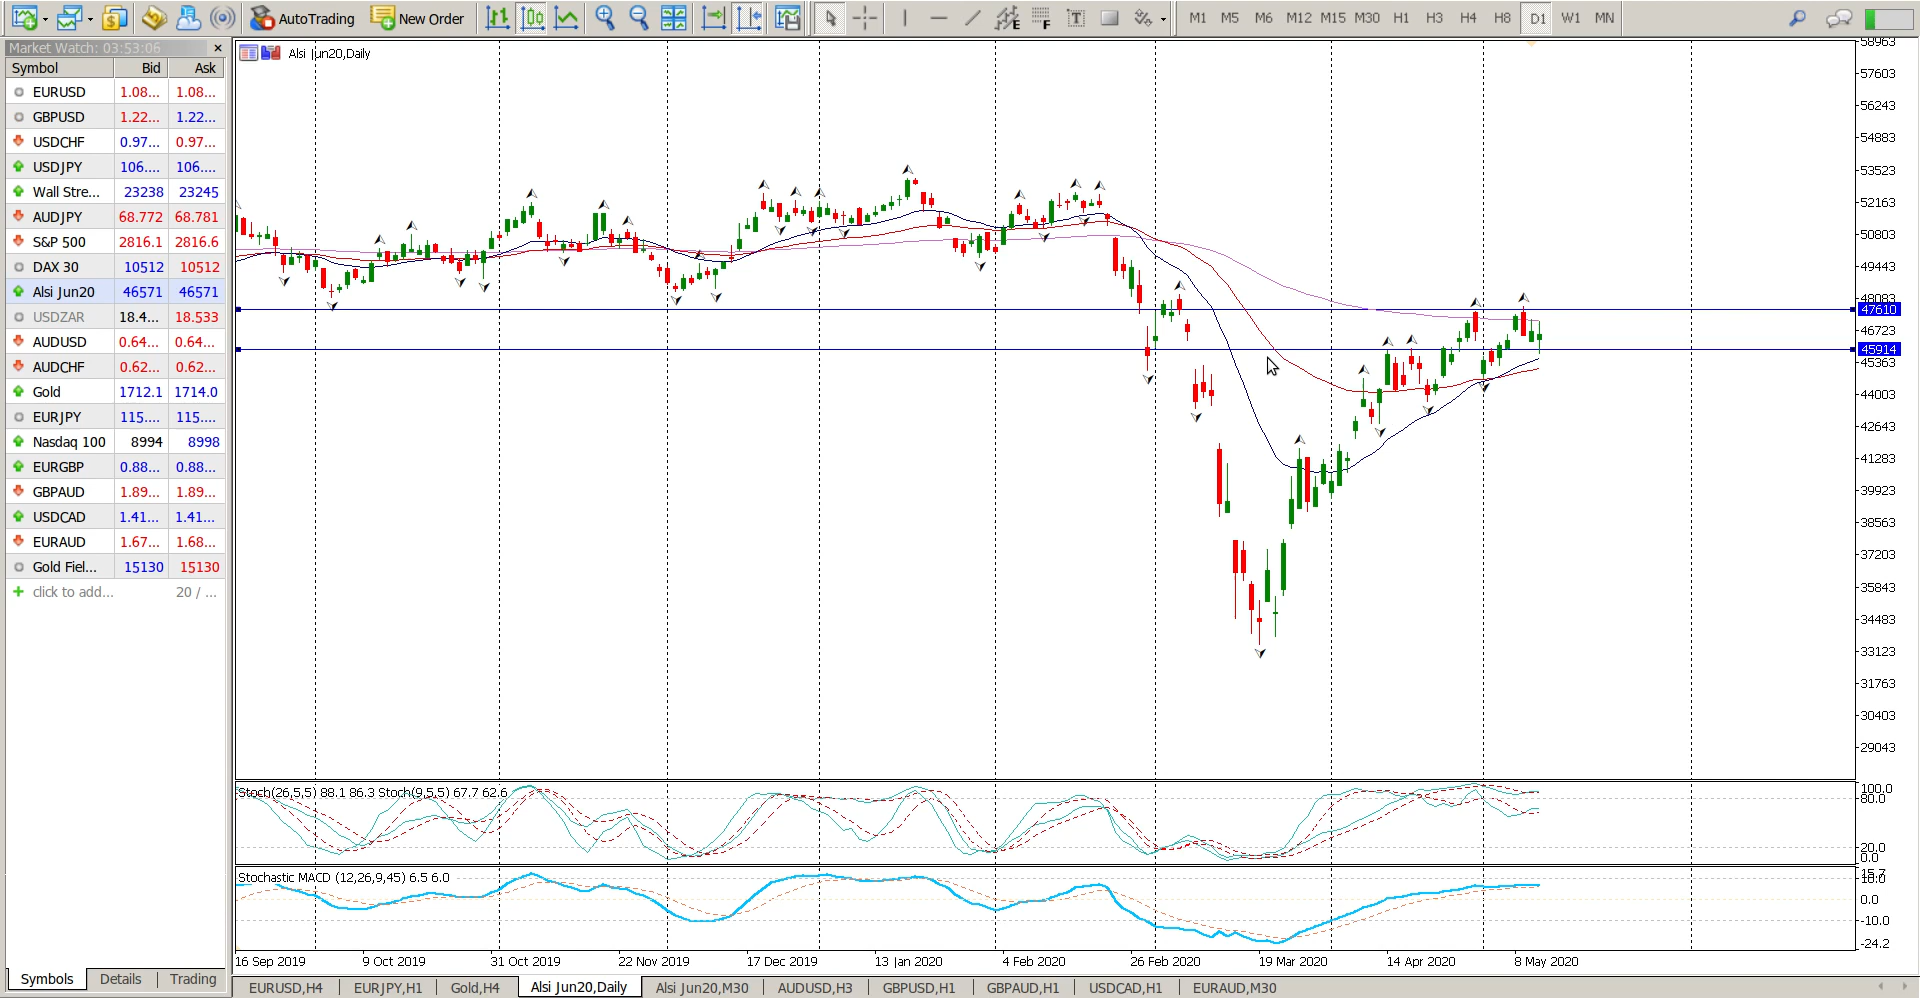 AutoTrading New Order M1 M5 M6 M12 M15 M30 H1 H3 H4 H8 D1 W1 MN
Market Watch: 03:53:06
Symbol Bid Ask
EURUSD 1.08... 1.08...
GBPUSD 1.22... 1.22...
USDCHF 0.97... 0.97...
USDJPY 106.... 106....
Wall Stre... 23238 23245
AUDJPY 68.772 68.781
S&P 500 2816.1 2816.6
DAX 30 10512 10512
Alsi Jun20 46571 46571
USDZAR 18.4... 18.533
AUDUSD 0.64... 0.64...
AUDCHF 0.62... 0.62...
Gold 1712.1 1714.0
EURJPY 115.... 115....
Nasdaq 100 8994 8998
EURGBP 0.88... 0.88...
GBPAUD 1.89... 1.89...
USDCAD 1.41... 1.41...
EURAUD 1.67... 1.68...
Gold Fiel... 15130 15130
click to add... 20 / ...
Symbols Details Trading
Alsi Jun20,Daily
58963
57603
56243
54883
53523
52163
50803
49443
48083
47610
46723
45914
45363
44003
42643
41283
39923
38563
37203
35843
34483
33123
31763
30403
29043
Stoch(26,5,5) 88.1 86.3 Stoch(9,5,5) 67.7 62.6
100.0
80.0
20.0
0.0
Stochastic MACD (12,26,9,45) 6.5 6.0
15.7
10.0
0.0
-10.0
-24.2
16 Sep 2019 9 Oct 2019 31 Oct 2019 22 Nov 2019 17 Dec 2019 13 Jan 2020 4 Feb 2020 26 Feb 2020 19 Mar 2020 14 Apr 2020 8 May 2020
EURUSD,H4 EURJPY,H1 Gold,H4 Alsi Jun20,Daily Alsi Jun20,M30 AUDUSD,H3 GBPUSD,H1 GBPAUD,H1 USDCAD,H1 EURAUD,M30